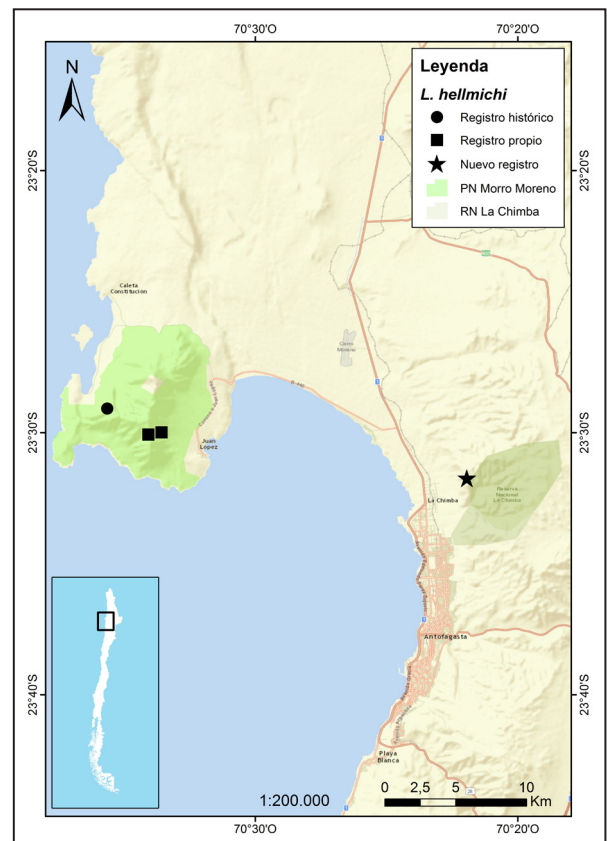 70°30'O
70°20'O
N
Leyenda
L. hellmichi
Registro histórico
Registro propio
Nuevo registro
PN Morro Moreno
RN La Chimba
23°20'S
23°20'S
Caleta
Constitución
Cerro
Moreno
Juan
Lopez
23°30'S
23°30'S
La Chimba
Reserva
Nacional
La Chimba
Antofagasta
23°40'S
23°40'S
Playa
Blanca
1:200.000
0 2,5 5 10
Km
70°30'O
70°20'O